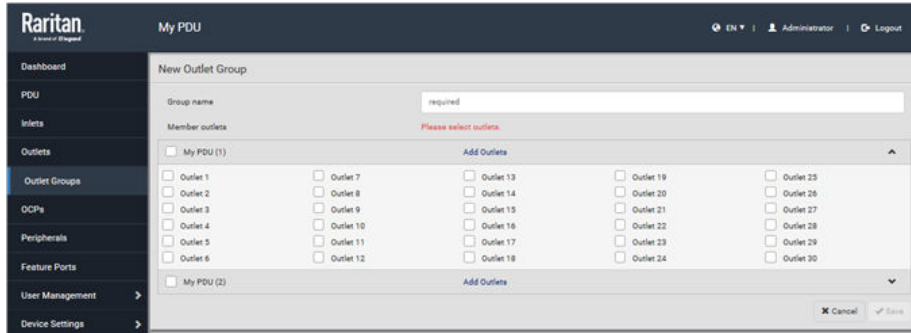 Raritan.
A brand of legrand
My PDU
EN
Administrator
Logout
Dashboard
PDU
Inlets
Outlets
Outlet Groups
OCPs
Peripherals
Feature Ports
User Management
Device Settings
New Outlet Group
Group name required
Member outlets Please select outlets.
My PDU (1) Add Outlets
Outlet 1 Outlet 7 Outlet 13 Outlet 19 Outlet 25
Outlet 2 Outlet 8 Outlet 14 Outlet 20 Outlet 26
Outlet 3 Outlet 9 Outlet 15 Outlet 21 Outlet 27
Outlet 4 Outlet 10 Outlet 16 Outlet 22 Outlet 28
Outlet 5 Outlet 11 Outlet 17 Outlet 23 Outlet 29
Outlet 6 Outlet 12 Outlet 18 Outlet 24 Outlet 30
My PDU (2) Add Outlets
Cancel Save